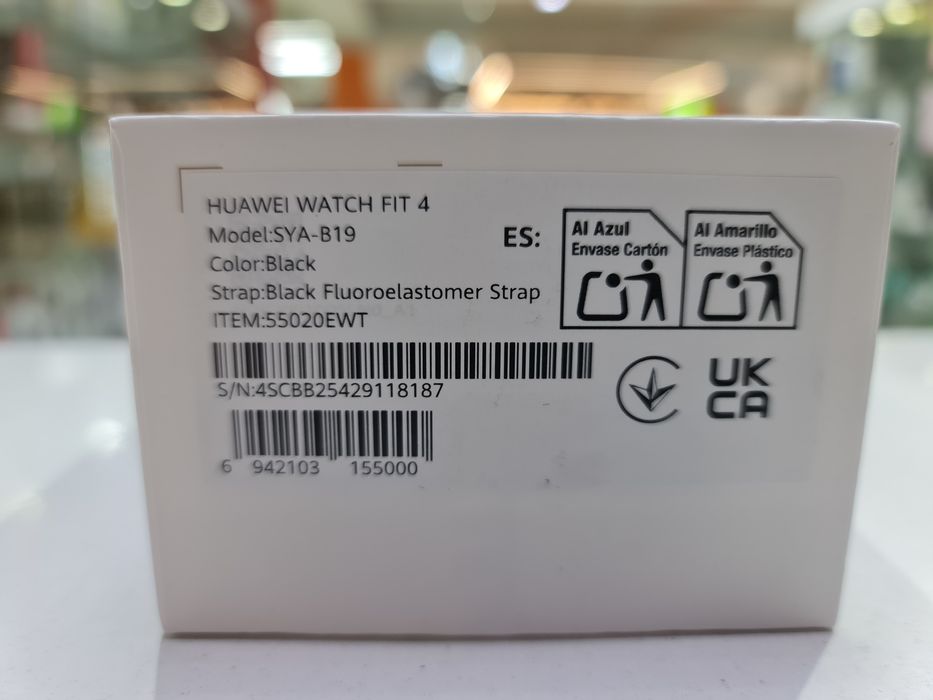 HUAWEI WATCH FIT 4
Model:SYA-B19
Color:Black
Strap:Black Fluoroelastomer Strap
ITEM:55020EWT
S/N:4SCBB25429118187
6 942103 155000
ES:
Al Azul
Envase Cartón
Al Amarillo
Envase Plástico
UK
CA